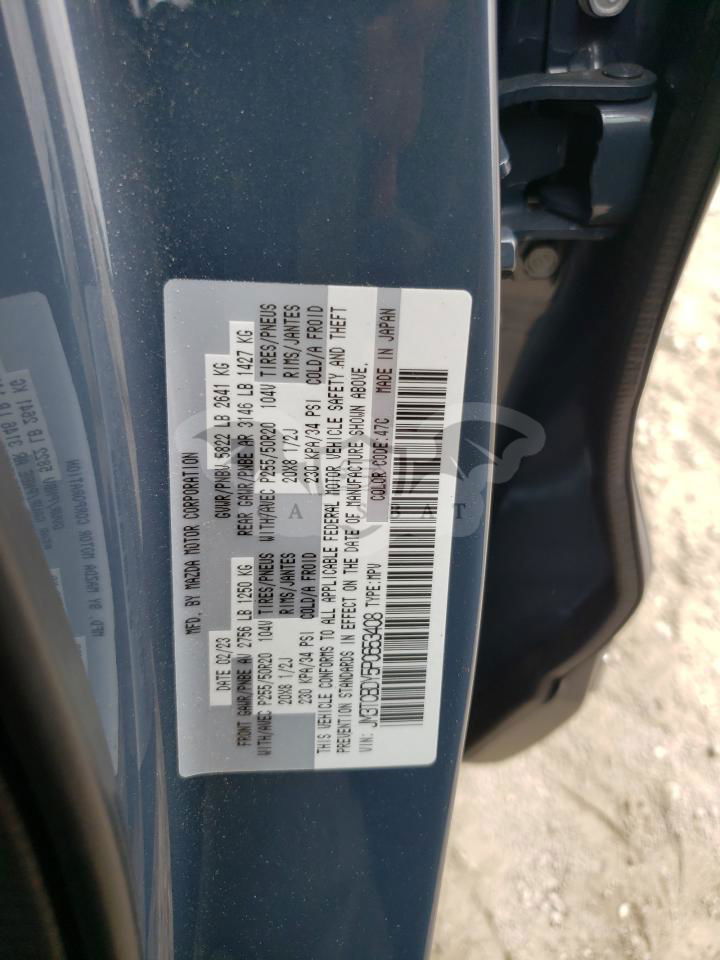 MFD. BY MAZDA MOTOR CORPORATION
DATE 02/23 GVWR/PNBV 5822 LB 2641 KG
FRONT GAWR/PNBE AV 2756 LB 1250 KG REAR GAWR/PNBE AR 3146 LB 1427 KG
WITH/AVEC P255/50R20 104V TIRES/PNEUS WITH/AVEC P255/50R20 104V TIRES/PNEUS
20X8 1/2J RIMS/JANTES 20X8 1/2J RIMS/JANTES
230 KPA/34 PSI COLD/A FROID 230 KPA/34 PSI COLD/A FROID
THIS VEHICLE CONFORMS TO ALL APPLICABLE FEDERAL MOTOR VEHICLE SAFETY AND THEFT
PREVENTION STANDARDS IN EFFECT ON THE DATE OF MANUFACTURE SHOWN ABOVE.
VIN: JM3TCBDY5P0653408 TYPE:MPV COLOR CODE:47C MADE IN JAPAN